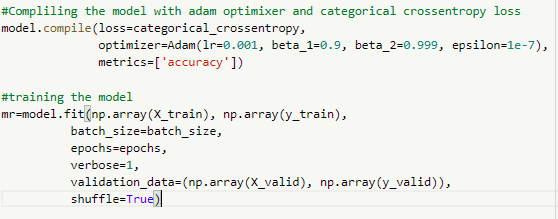 #Compliling the model with adam optimixer and categorical crossentropy loss
model.compile(loss=categorical_crossentropy,
optimizer=Adam(lr=0.001, beta_1=0.9, beta_2=0.999, epsilon=1e-7),
metrics=['accuracy'])
#training the model
mr=model.fit(np.array(X_train), np.array(y_train),
batch_size=batch_size,
epochs=epochs,
verbose=1,
validation_data=(np.array(X_valid), np.array(y_valid)),
shuffle=True)